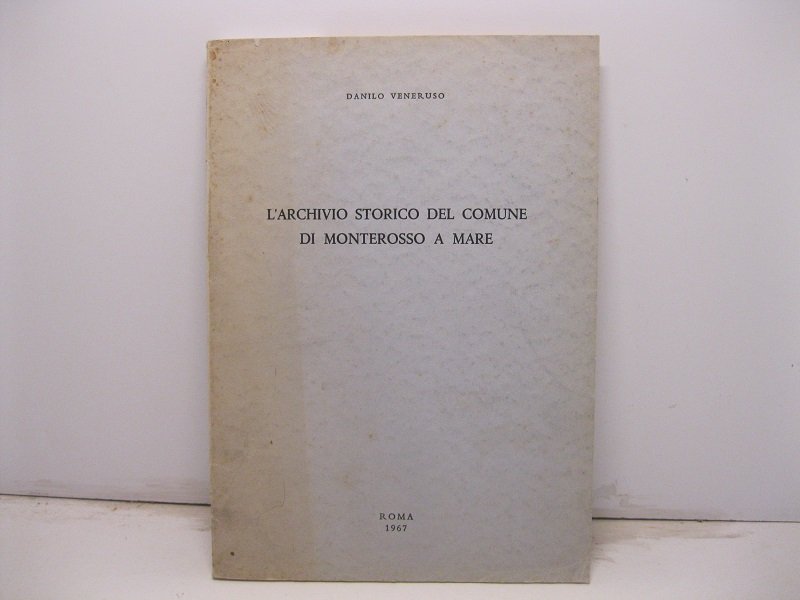 DANILO VENERUSO
L'ARCHIVIO STORICO DEL COMUNE
DI MONTEROSSO A MARE
ROMA
1967